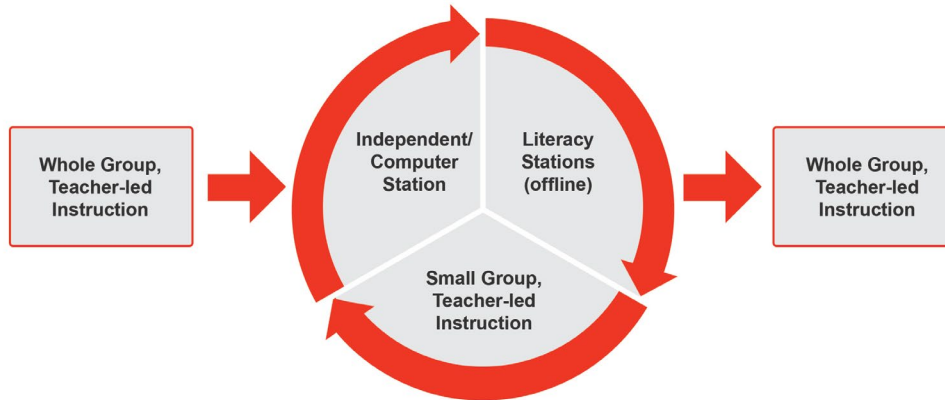 Whole Group,
Teacher-led
Instruction
Independent/
Computer
Station
Literacy
Stations
(offline)
Small Group,
Teacher-led
Instruction
Whole Group,
Teacher-led
Instruction